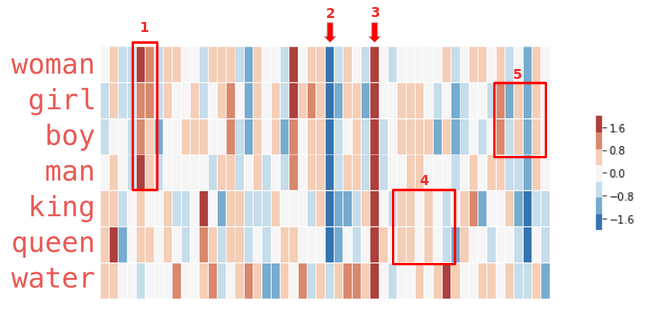 1
2
3
woman
girl
boy
man
king
queen
water
5
4
1.6
0.8
0.0
−0.8
−1.6